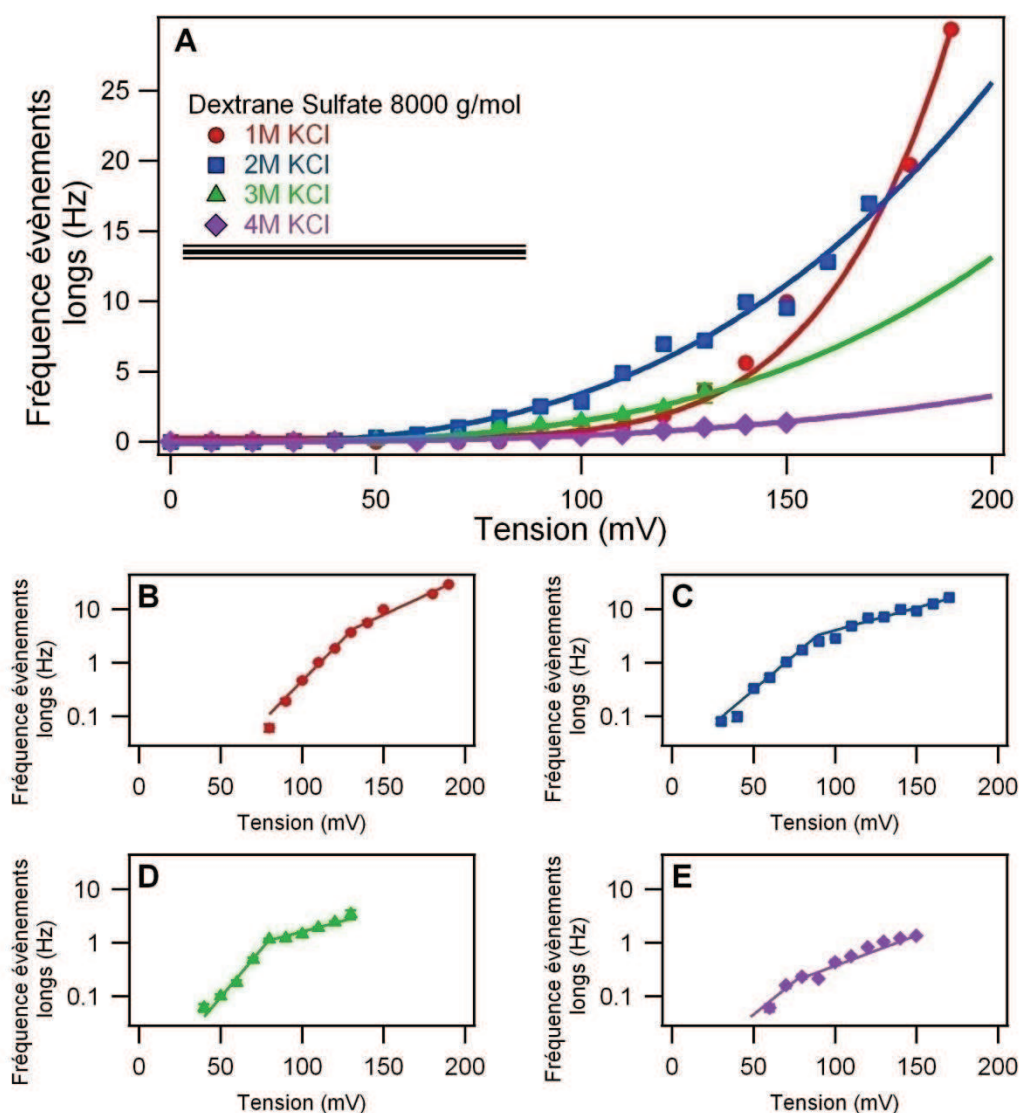 A
Fréquence évènements
longs (Hz)
25
20
15
10
5
0
Dextrane Sulfate 8000 g/mol
1M KCl
2M KCl
3M KCl
4M KCl
0 50 100 150 200
Tension (mV)
B
Fréquence évènements
longs (Hz)
10
1
0.1
0 50 100 150 200
Tension (mV)
C
Fréquence évènements
longs (Hz)
10
1
0.1
0 50 100 150 200
Tension (mV)
D
Fréquence évènements
longs (Hz)
10
1
0.1
0 50 100 150 200
Tension (mV)
E
Fréquence évènements
longs (Hz)
10
1
0.1
0 50 100 150 200
Tension (mV)